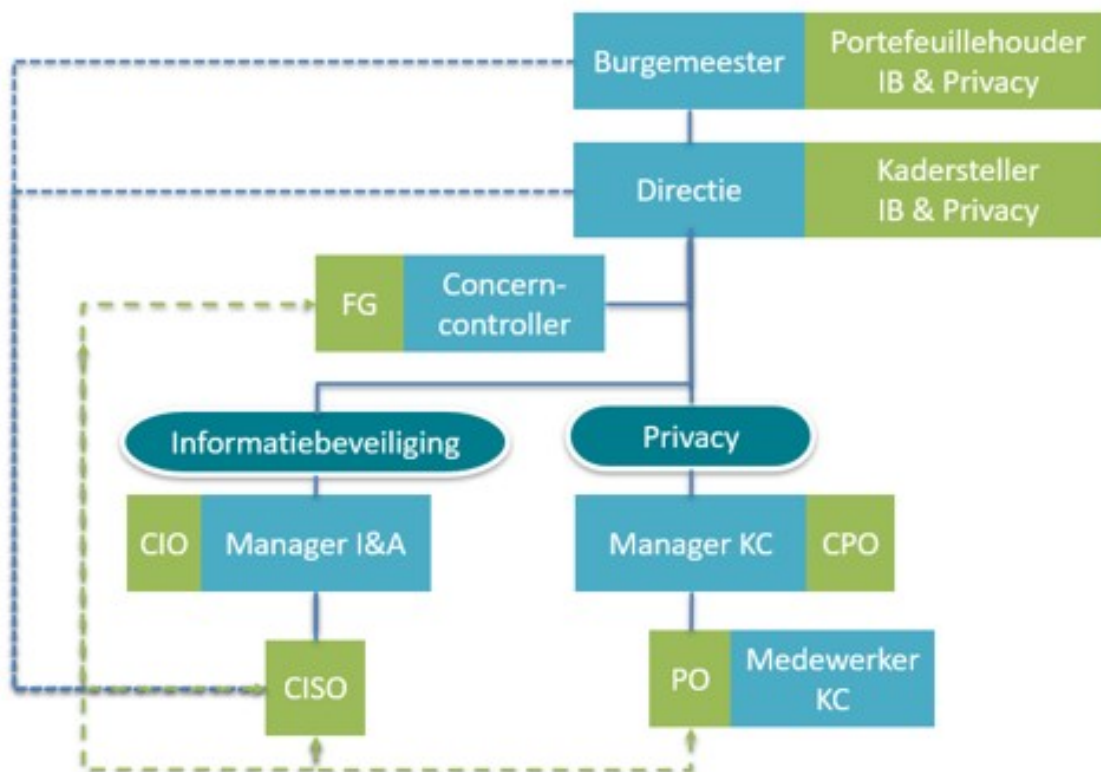 Burgemeester
Portefeuillehouder
IB & Privacy
Directie
Kadersteller
IB & Privacy
FG
Concern-
controller
Informatiebeveiliging
Privacy
CIO
Manager I&A
Manager KC
CPO
CISO
PO
Medewerker
KC